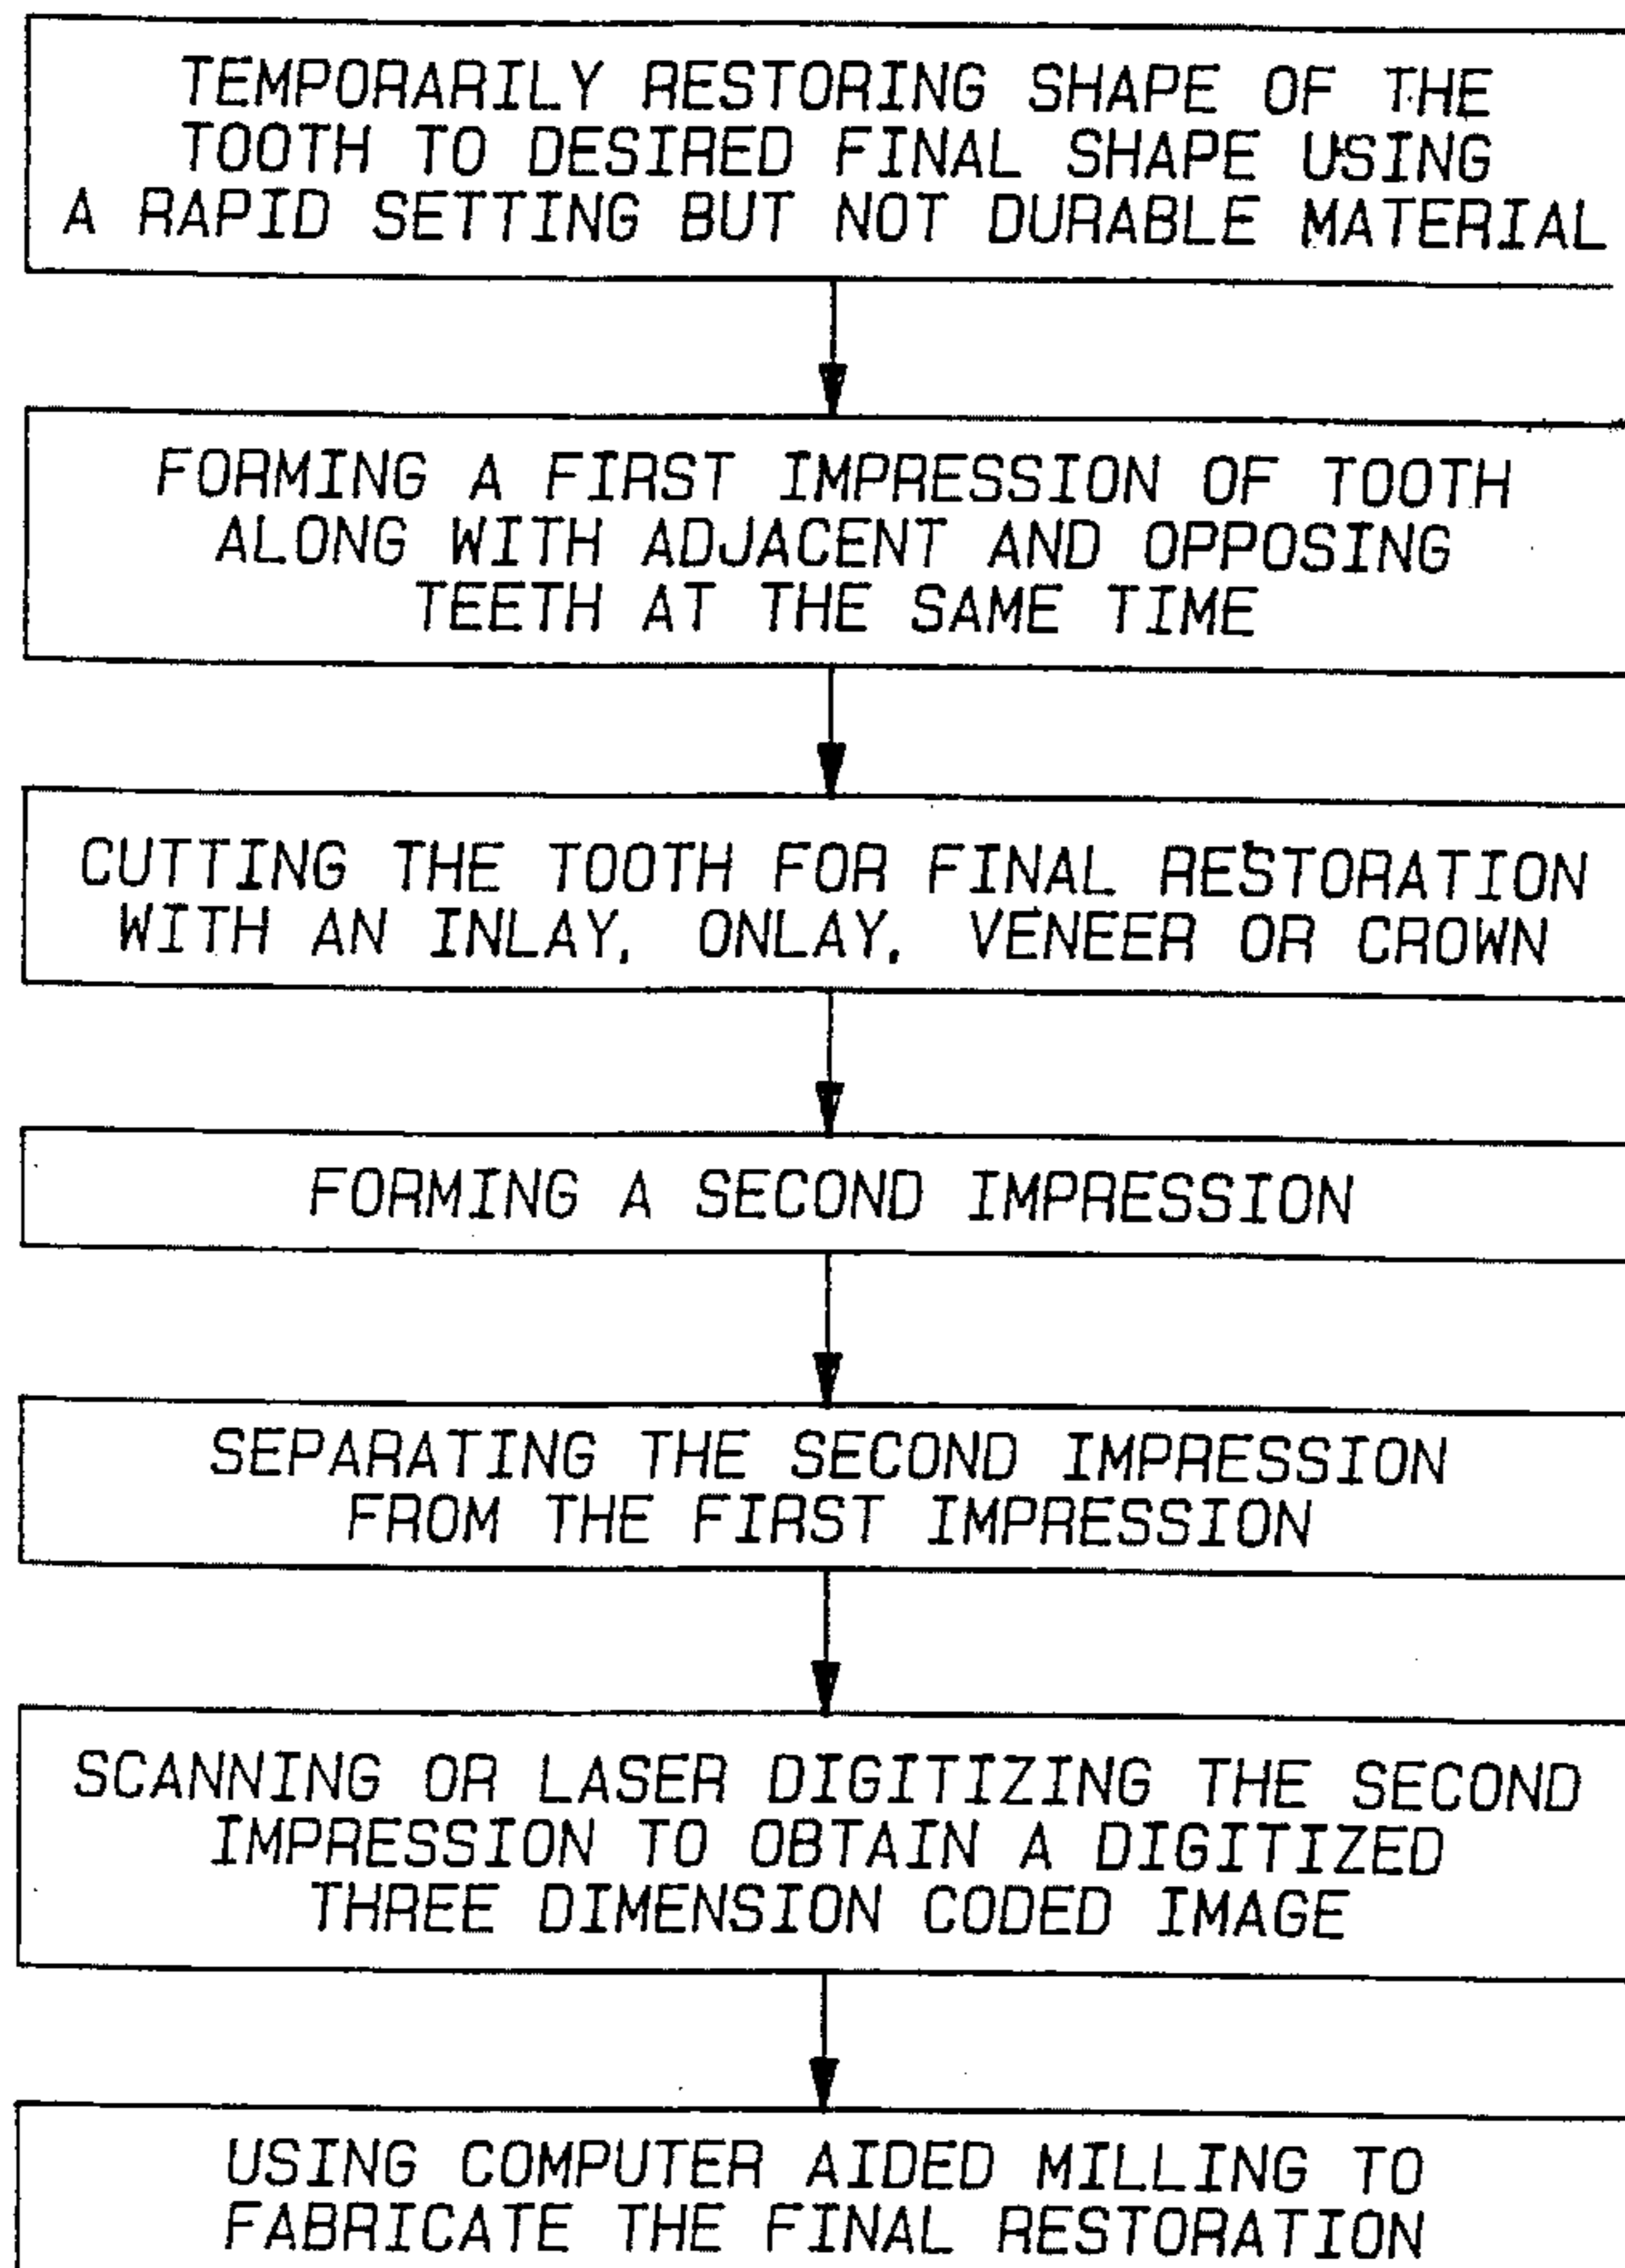 TEMPORARILY RESTORING SHAPE OF THE
TOOTH TO DESIRED FINAL SHAPE USING
A RAPID SETTING BUT NOT DURABLE MATERIAL
FORMING A FIRST IMPRESSION OF TOOTH
ALONG WITH ADJACENT AND OPPOSING
TEETH AT THE SAME TIME
CUTTING THE TOOTH FOR FINAL RESTORATION
WITH AN INLAY, ONLAY, VENEER OR CROWN
FORMING A SECOND IMPRESSION
SEPARATING THE SECOND IMPRESSION
FROM THE FIRST IMPRESSION
SCANNING OR LASER DIGITIZING THE SECOND
IMPRESSION TO OBTAIN A DIGITIZED
THREE DIMENSION CODED IMAGE
USING COMPUTER AIDED MILLING TO
FABRICATE THE FINAL RESTORATION